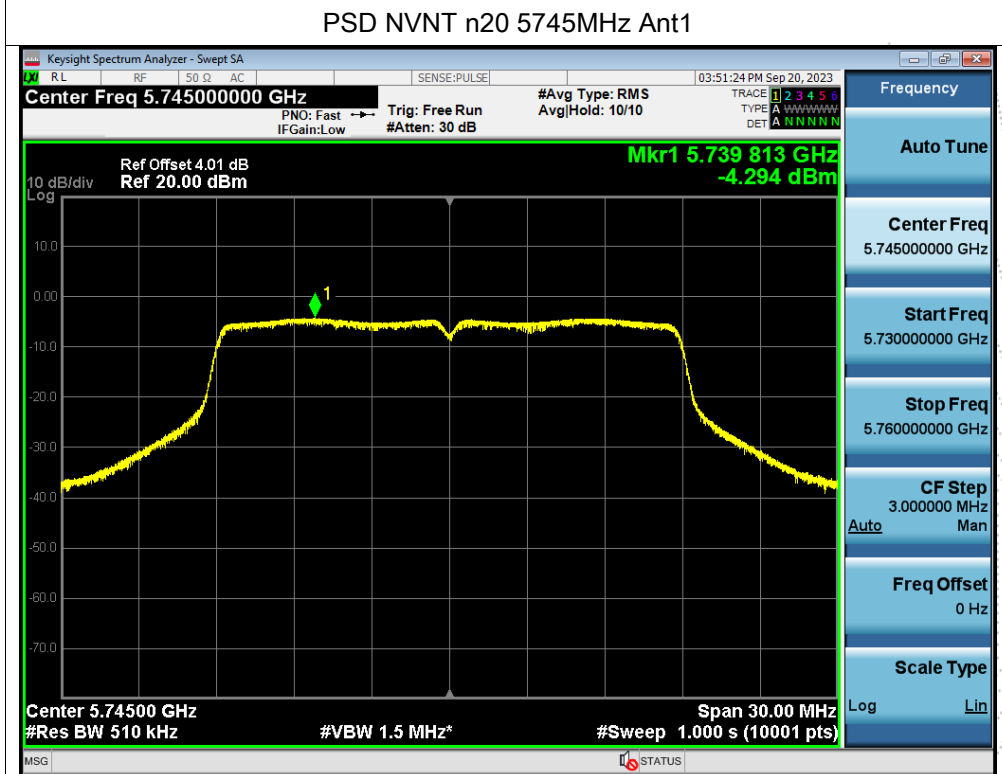 PSD NVNT n20 5745MHz Ant1
Keysight Spectrum Analyzer - Swept SA
LXI RL RF 50 Ω AC SENSE:PULSE 03:51:24 PM Sep 20, 2023
Center Freq 5.745000000 GHz
PNO: Fast
IFGain:Low
Trig: Free Run
#Atten: 30 dB
#Avg Type: RMS
Avg|Hold: 10/10
TRACE 1 2 3 4 5 6
TYPE A WWWWW
DET A N N N N N
Ref Offset 4.01 dB
10 dB/div Ref 20.00 dBm
Log
Mkr1 5.739 813 GHz
-4.294 dBm
1
10.0
0.00
-10.0
-20.0
-30.0
-40.0
-50.0
-60.0
-70.0
Center 5.74500 GHz Span 30.00 MHz
#Res BW 510 kHz #VBW 1.5 MHz* #Sweep 1.000 s (10001 pts)
MSG STATUS
Frequency
Auto Tune
Center Freq
5.745000000 GHz
Start Freq
5.730000000 GHz
Stop Freq
5.760000000 GHz
CF Step
3.000000 MHz
Auto Man
Freq Offset
0 Hz
Scale Type
Log Lin